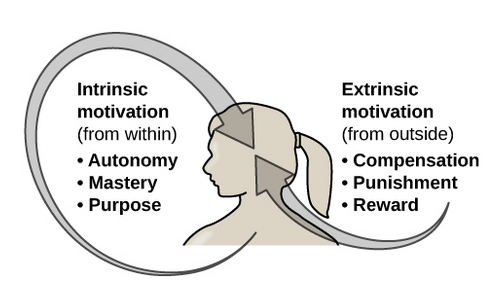 Intrinsic
motivation
(from within)
• Autonomy
• Mastery
• Purpose
Extrinsic
motivation
(from outside)
• Compensation
• Punishment
• Reward